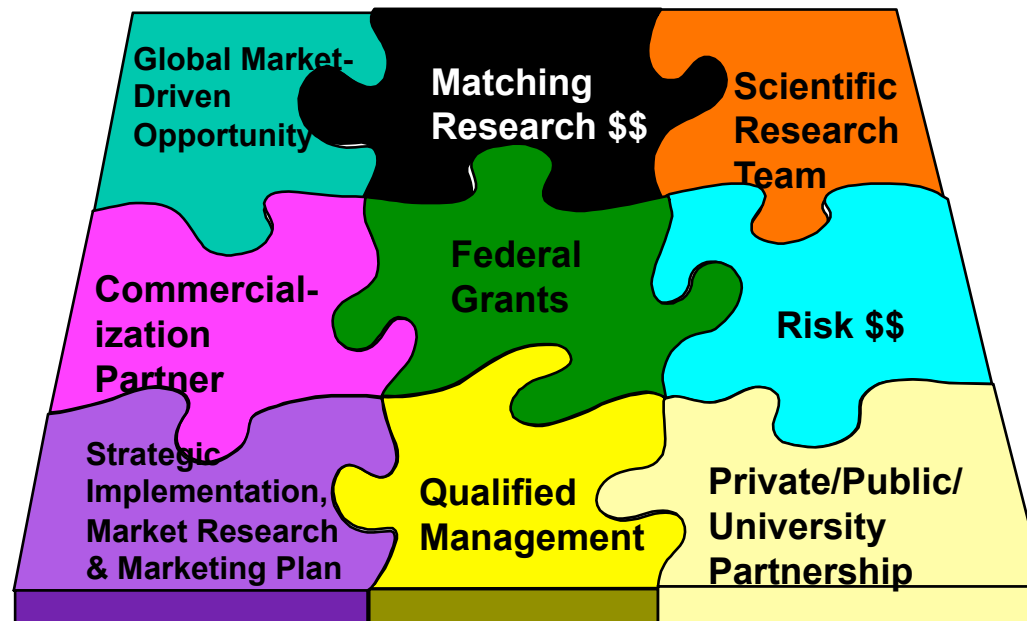 Global Market-
Driven
Opportunity
Matching
Research $$
Scientific
Research
Team
Commercial-
ization
Partner
Federal
Grants
Risk $$
Strategic
Implementation,
Market Research
& Marketing Plan
Qualified
Management
Private/Public/
University
Partnership